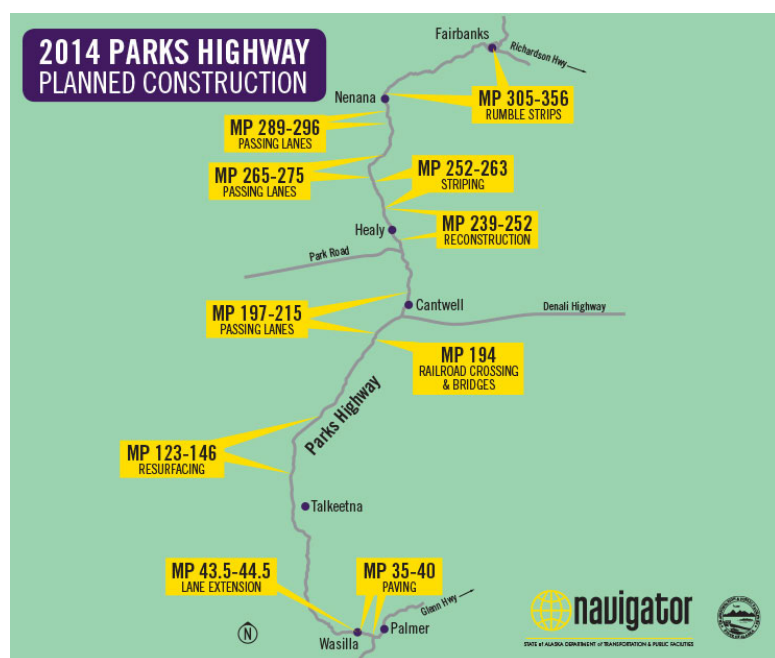 2014 PARKS HIGHWAY
PLANNED CONSTRUCTION
Fairbanks
Richardson Hwy
Nenana
MP 305-356
RUMBLE STRIPS
MP 289-296
PASSING LANES
MP 265-275
PASSING LANES
MP 252-263
STRIPING
MP 239-252
RECONSTRUCTION
Healy
Park Road
Cantwell
Denali Highway
MP 197-215
PASSING LANES
MP 194
RAILROAD CROSSING
& BRIDGES
Parks Highway
MP 123-146
RESURFACING
Talkeetna
MP 43.5-44.5
LANE EXTENSION
MP 35-40
PAVING
Glenn Hwy
Palmer
Wasilla
N
navigator
STATE of ALASKA DEPARTMENT of TRANSPORTATION & PUBLIC FACILITIES